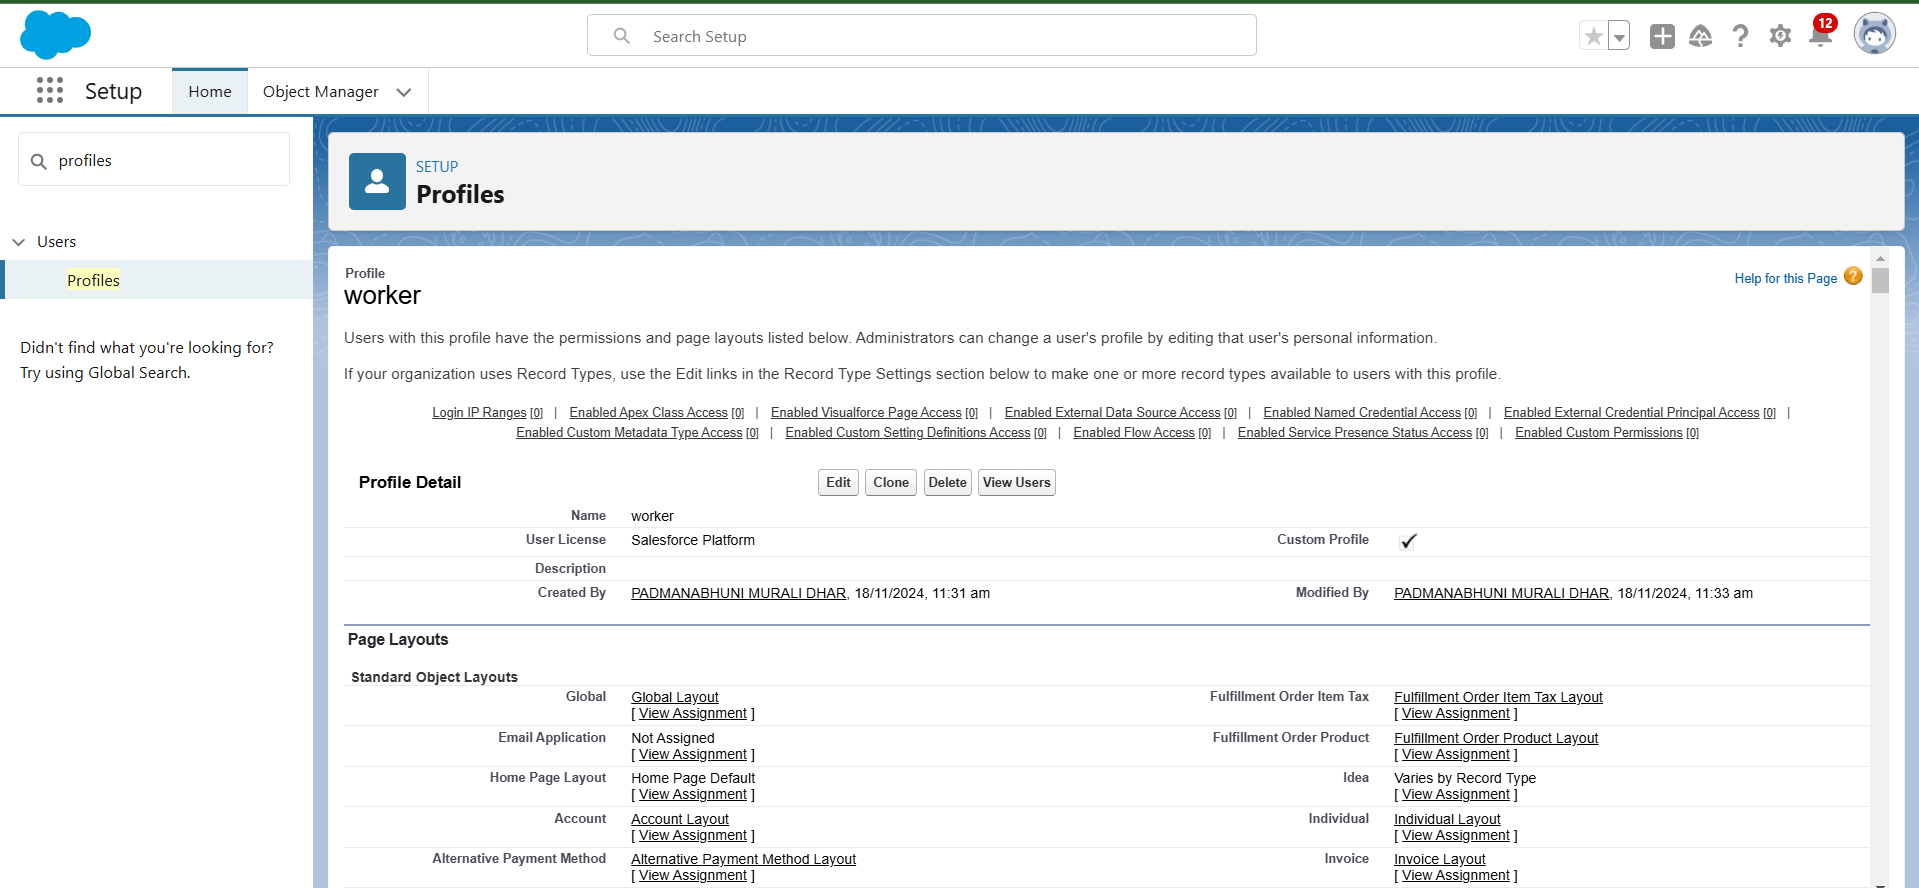 Search Setup
12
Setup
Home
Object Manager
profiles
Users
Profiles
Didn't find what you're looking for?
Try using Global Search.
SETUP
Profiles
Profile
worker
Help for this Page ?
Users with this profile have the permissions and page layouts listed below. Administrators can change a user's profile by editing that user's personal information.
If your organization uses Record Types, use the Edit links in the Record Type Settings section below to make one or more record types available to users with this profile.
Login IP Ranges [0] | Enabled Apex Class Access [0] | Enabled Visualforce Page Access [0] | Enabled External Data Source Access [0] | Enabled Named Credential Access [0] | Enabled External Credential Principal Access [0] |
Enabled Custom Metadata Type Access [0] | Enabled Custom Setting Definitions Access [0] | Enabled Flow Access [0] | Enabled Service Presence Status Access [0] | Enabled Custom Permissions [0]
Profile Detail Edit Clone Delete View Users
Name worker
User License Salesforce Platform Custom Profile
Description
Created By PADMANABHUNI MURALI DHAR, 18/11/2024, 11:31 am Modified By PADMANABHUNI MURALI DHAR, 18/11/2024, 11:33 am
Page Layouts
Standard Object Layouts
Global Global Layout Fulfillment Order Item Tax Fulfillment Order Item Tax Layout
[ View Assignment ] [ View Assignment ]
Email Application Not Assigned Fulfillment Order Product Fulfillment Order Product Layout
[ View Assignment ] [ View Assignment ]
Home Page Layout Home Page Default Idea Varies by Record Type
[ View Assignment ] [ View Assignment ]
Account Account Layout Individual Individual Layout
[ View Assignment ] [ View Assignment ]
Alternative Payment Method Alternative Payment Method Layout Invoice Invoice Layout
[ View Assignment ] [ View Assignment ]